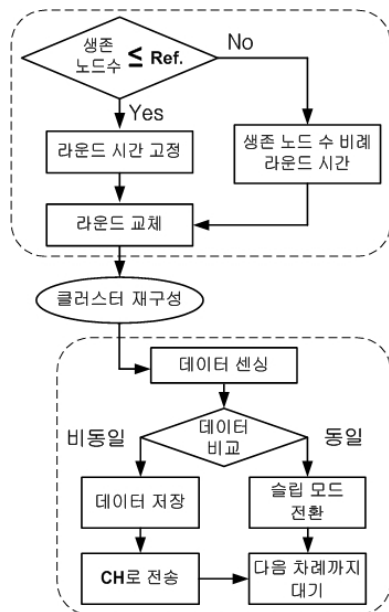 생존
노드수 ≤ Ref.
No
Yes
라운드 시간 고정
생존 노드 수 비례
라운드 시간
라운드 교체
클러스터 재구성
데이터 센싱
비동일
데이터
비교
동일
데이터 저장
슬립 모드
전환
CH로 전송
다음 차례까지
대기